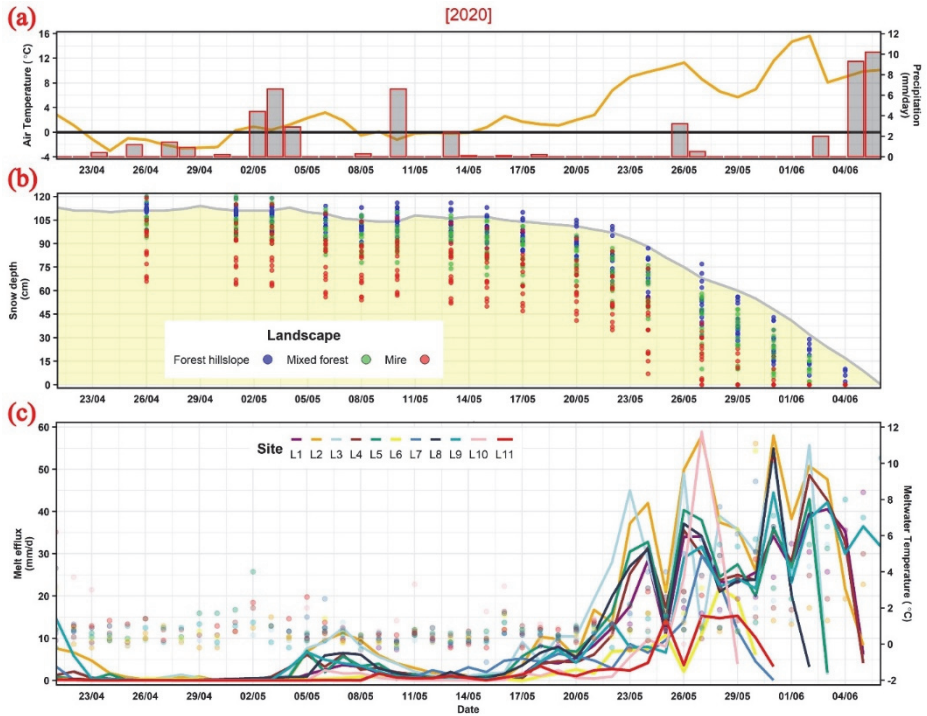 [2020]
(a)
16
12
8
4
0
-4
Air Temperature (°C)
12
10
8
6
4
2
0
Precipitation
(mm/day)
23/04 26/04 29/04 02/05 05/05 08/05 11/05 14/05 17/05 20/05 23/05 26/05 29/05 01/06 04/06
(b)
120
105
90
75
60
45
30
15
0
Snow depth
(cm)
Landscape
Forest hillslope Mixed forest Mire
23/04 26/04 29/04 02/05 05/05 08/05 11/05 14/05 17/05 20/05 23/05 26/05 29/05 01/06 04/06
(c)
60
50
40
30
20
10
0
Melt efflux
(mm/d)
Site
L1 L2 L3 L4 L5 L6 L7 L8 L9 L10 L11
12
10
8
6
4
2
0
-2
Meltwater Temperature (°C)
23/04 26/04 29/04 02/05 05/05 08/05 11/05 14/05 17/05 20/05 23/05 26/05 29/05 01/06 04/06
Date